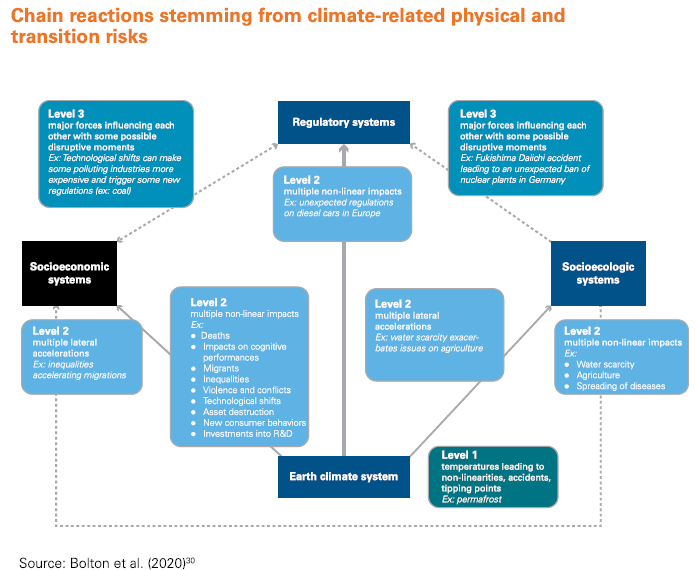 Chain reactions stemming from climate-related physical and
transition risks
Level 3
major forces influencing each
other with some possible
disruptive moments
Ex: Technological shifts can make
some polluting industries more
expensive and trigger some new
regulations (ex: coal)
Regulatory systems
Level 3
major forces influencing each
other with some possible
disruptive moments
Ex: Fukishima Daiichi accident
leading to an unexpected ban of
nuclear plants in Germany
Level 2
multiple non-linear impacts
Ex: unexpected regulations
on diesel cars in Europe
Socioeconomic
systems
Socioecologic
systems
Level 2
multiple lateral
accelerations
Ex: inequalities
accelerating migrations
Level 2
multiple non-linear impacts
Ex:
● Deaths
● Impacts on cognitive
performances
● Migrants
● Inequalities
● Violence and conflicts
● Technological shifts
● Asset destruction
● New consumer behaviors
● Investments into R&D
Level 2
multiple lateral
accelerations
Ex: water scarcity exacer-
bates issues on agriculture
Level 2
multiple non-linear impacts
Ex:
● Water scarcity
● Agriculture
● Spreading of diseases
Earth climate system
Level 1
temperatures leading to
non-linearities, accidents,
tipping points
Ex: permafrost
Source: Bolton et al. (2020)³⁰